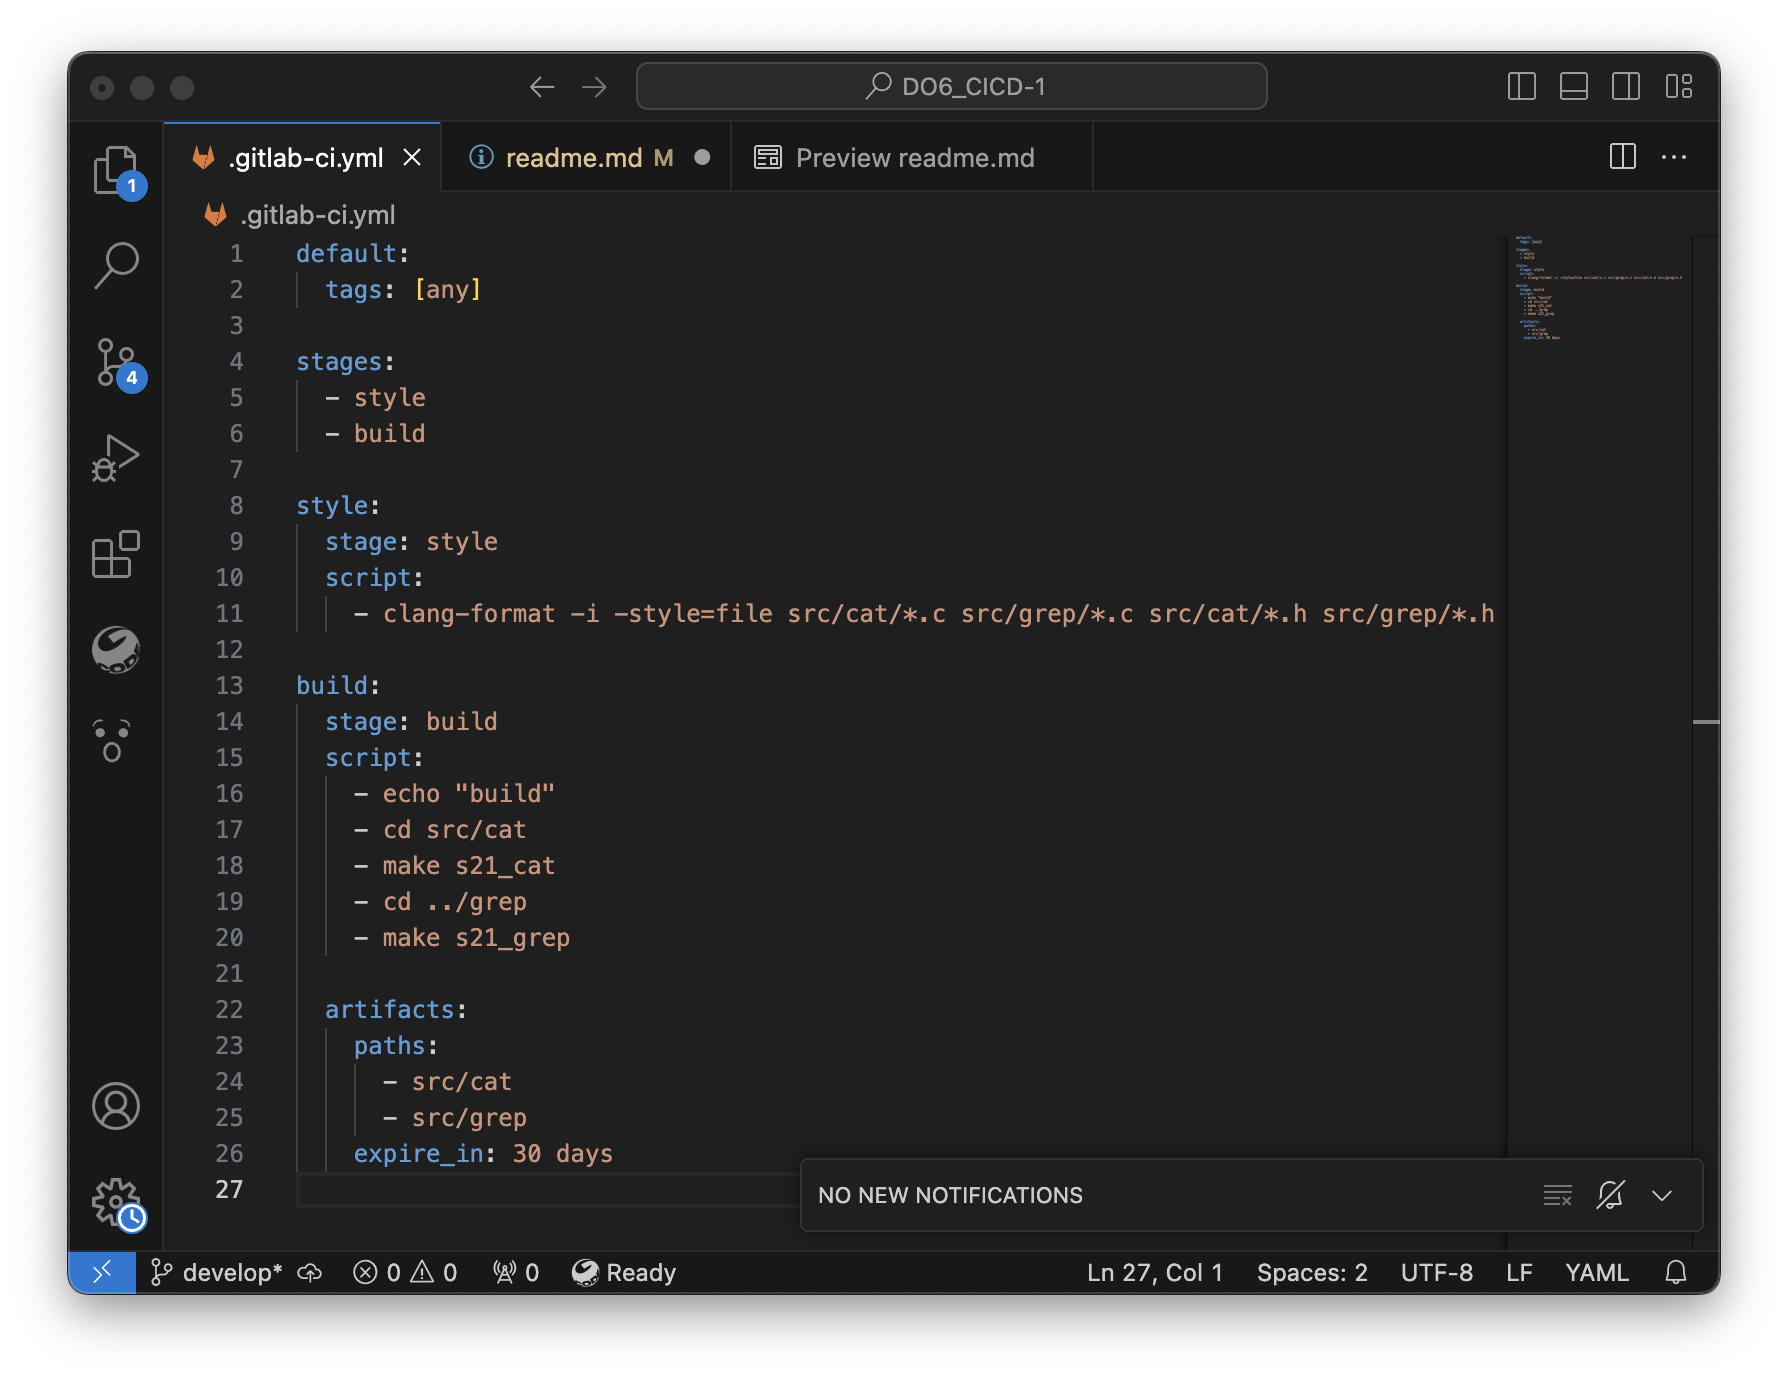 DO6_CICD-1
.gitlab-ci.yml
readme.md M
Preview readme.md
1
.gitlab-ci.yml
1 default:
2 tags: [any]
3
4 stages:
5 - style
6 - build
7
8 style:
9 stage: style
10 script:
11 - clang-format -i -style=file src/cat/*.c src/grep/*.c src/cat/*.h src/grep/*.h
12
13 build:
14 stage: build
15 script:
16 - echo "build"
17 - cd src/cat
18 - make s21_cat
19 - cd ../grep
20 - make s21_grep
21
22 artifacts:
23 paths:
24 - src/cat
25 - src/grep
26 expire_in: 30 days
27
4
NO NEW NOTIFICATIONS
develop* 0 0 0 Ready Ln 27, Col 1 Spaces: 2 UTF-8 LF YAML